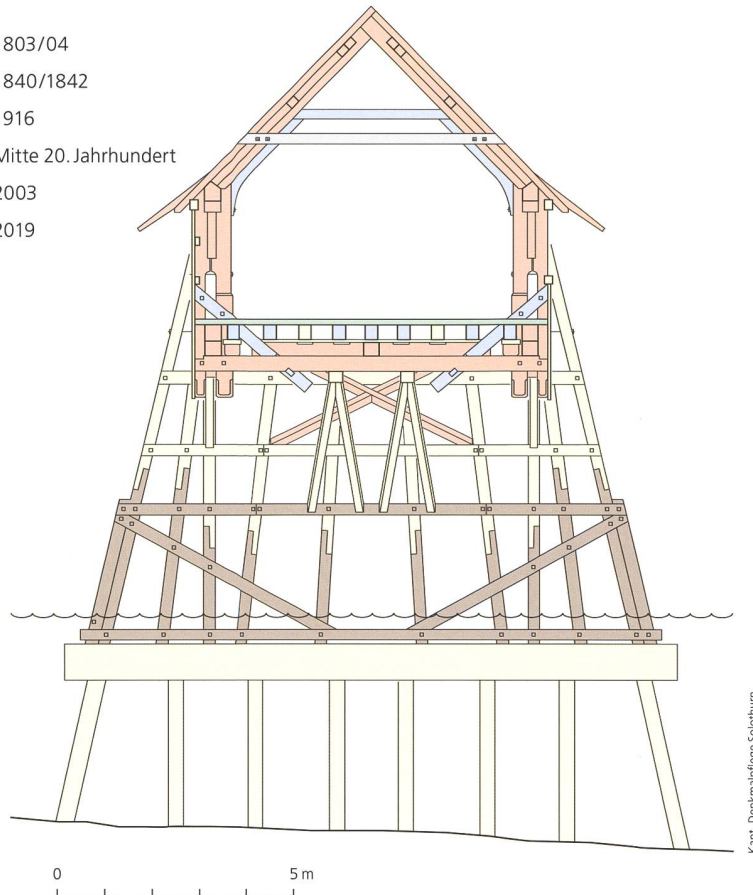 803/04
840/1842
916
Mitte 20. Jahrhundert
2003
2019
Kant. Denkmalpflege Solothurn
0 5 m